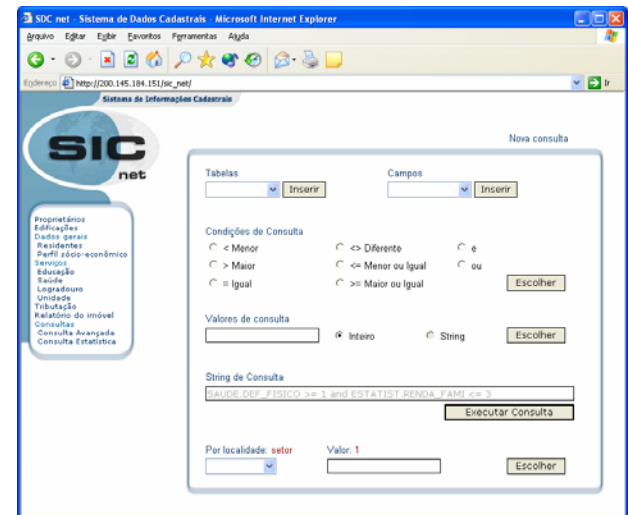 SDC net - Sistema de Dados Cadastrais - Microsoft Internet Explorer
Arquivo Editar Exibir Favoritos Ferramentas Ajuda
Endereço http://200.145.184.151/sic_net/ Ir
Sistema de Informações Cadastrais
SIC
net
Nova consulta
Proprietários
Edificações
Dados gerais
Residentes
Perfil sócio-econômico
Serviços
Educação
Saúde
Logradouro
Unidade
Tributação
Relatório do imóvel
Consultas
Consulta Avançada
Consulta Estatística
Tabelas Campos
Inserir Inserir
Condições de Consulta
< Menor <> Diferente e
> Maior <= Menor ou Igual ou
= Igual >= Maior ou Igual Escolher
Valores de consulta
Inteiro String Escolher
String de Consulta
SAUDE.DEF_FISICO >= 1 and ESTATIST.RENDA_FAMI <= 3
Executar Consulta
Por localidade: setor Valor: 1
Escolher